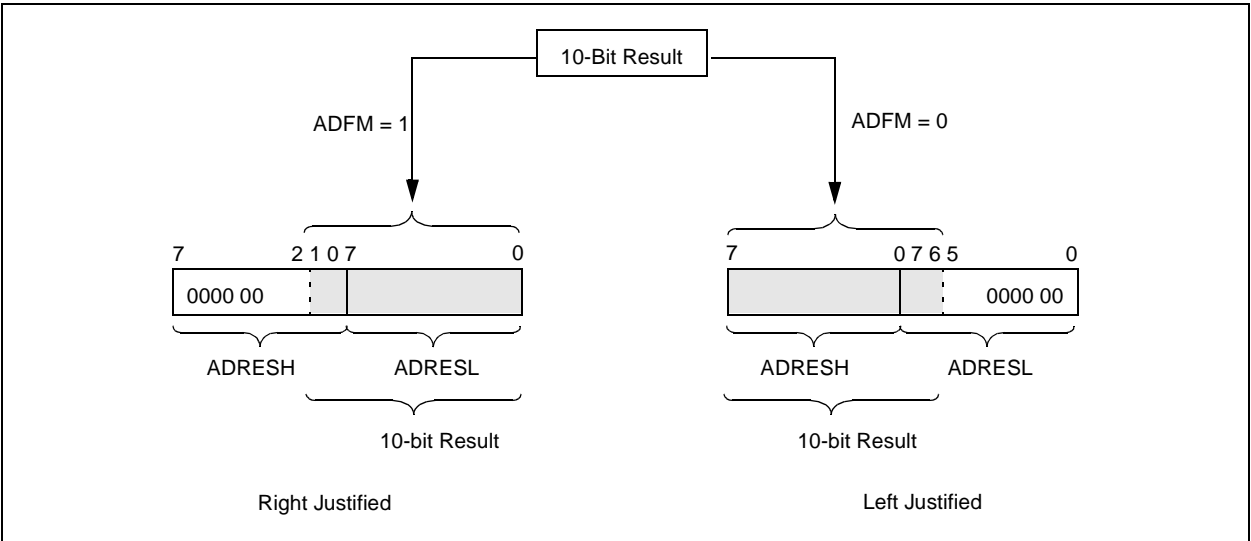 10-Bit Result
ADFM = 1
ADFM = 0
7 2 1 0 7 0
7 0 7 6 5 0
0000 00
0000 00
ADRESH ADRESL
ADRESH ADRESL
10-bit Result
10-bit Result
Right Justified
Left Justified